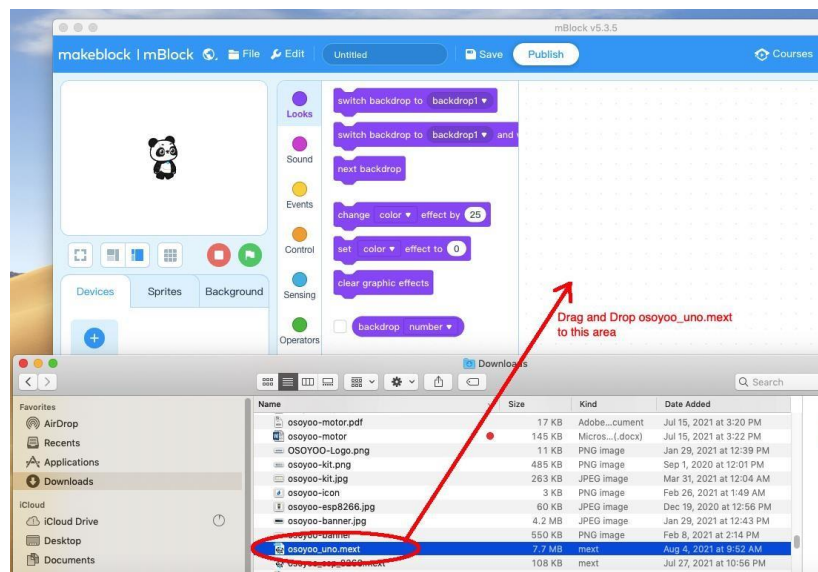 mBlock v5.3.5
makeblock | mBlock File Edit Untitled Save Publish Courses
Looks
Sound
Events
Control
Sensing
Operators
switch backdrop to backdrop1
switch backdrop to backdrop1 and
next backdrop
change color effect by 25
set color effect to 0
clear graphic effects
backdrop number
Devices Sprites Background
Drag and Drop osoyoo_uno.mext
to this area
Downloads
Search
Favorites
AirDrop
Recents
Applications
Downloads
iCloud
iCloud Drive
Desktop
Documents
Name Size Kind Date Added
osoyoo-motor.pdf 17 KB Adobe...cument Jul 15, 2021 at 3:20 PM
osoyoo-motor 145 KB Micros...(.docx) Jul 15, 2021 at 3:22 PM
OSOYOO-Logo.png 11 KB PNG image Jan 29, 2021 at 12:39 PM
osoyoo-kit.png 485 KB PNG image Sep 1, 2020 at 12:01 PM
osoyoo-kit.jpg 263 KB JPEG image Mar 31, 2021 at 12:04 AM
osoyoo-icon 3 KB PNG image Feb 26, 2021 at 1:49 AM
osoyoo-esp8266.jpg 60 KB JPEG image Dec 19, 2020 at 12:56 PM
osoyoo-banner.jpg 4.2 MB JPEG image Jan 29, 2021 at 12:43 PM
osoyoo-banner 550 KB PNG image Feb 8, 2021 at 2:14 PM
osoyoo_uno.mext 7.7 MB mext Aug 4, 2021 at 9:52 AM
osoyoo_esp_8266.mext 108 KB mext Jul 27, 2021 at 10:56 PM